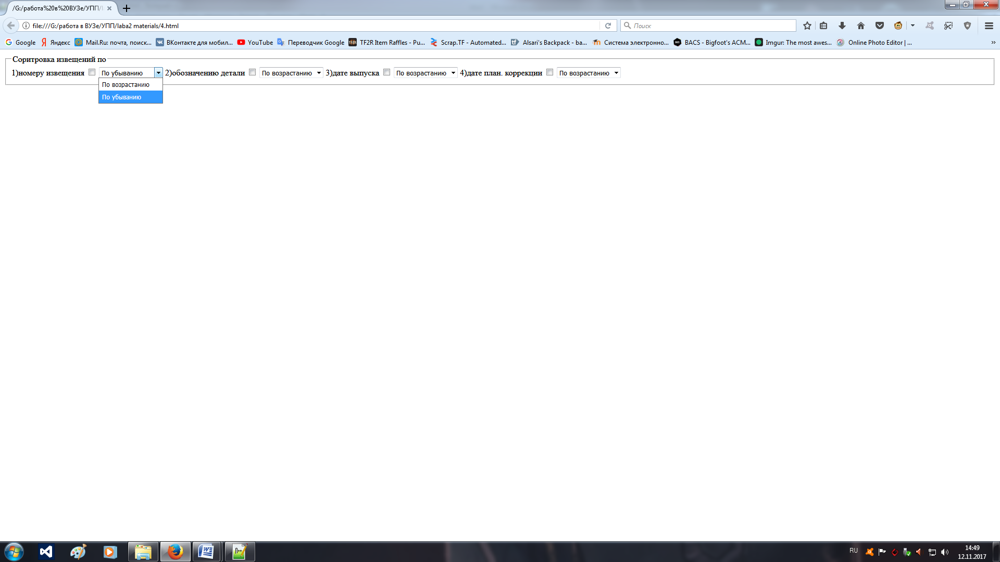 /G:/работа%20в%20ВУЗе/УПП/l
file:///G:/работа в ВУЗе/УПП/laba2 materials/4.html
Поиск
Google Яндекс Mail.Ru: почта, поиск... ВКонтакте для мобил... YouTube Переводчик Google TF2R Item Raffles - Pu... Scrap.TF - Automated... Alsari's Backpack - ba... Система электронно... BACS - Bigfoot's ACM... Imgur: The most awes... Online Photo Editor | ...
Соритровка извещений по
1)номеру извещения По убыванию 2)обозначению детали По возрастанию 3)дате выпуска По возрастанию 4)дате план. коррекции По возрастанию
По возрастанию
По убыванию
RU
14:49
12.11.2017